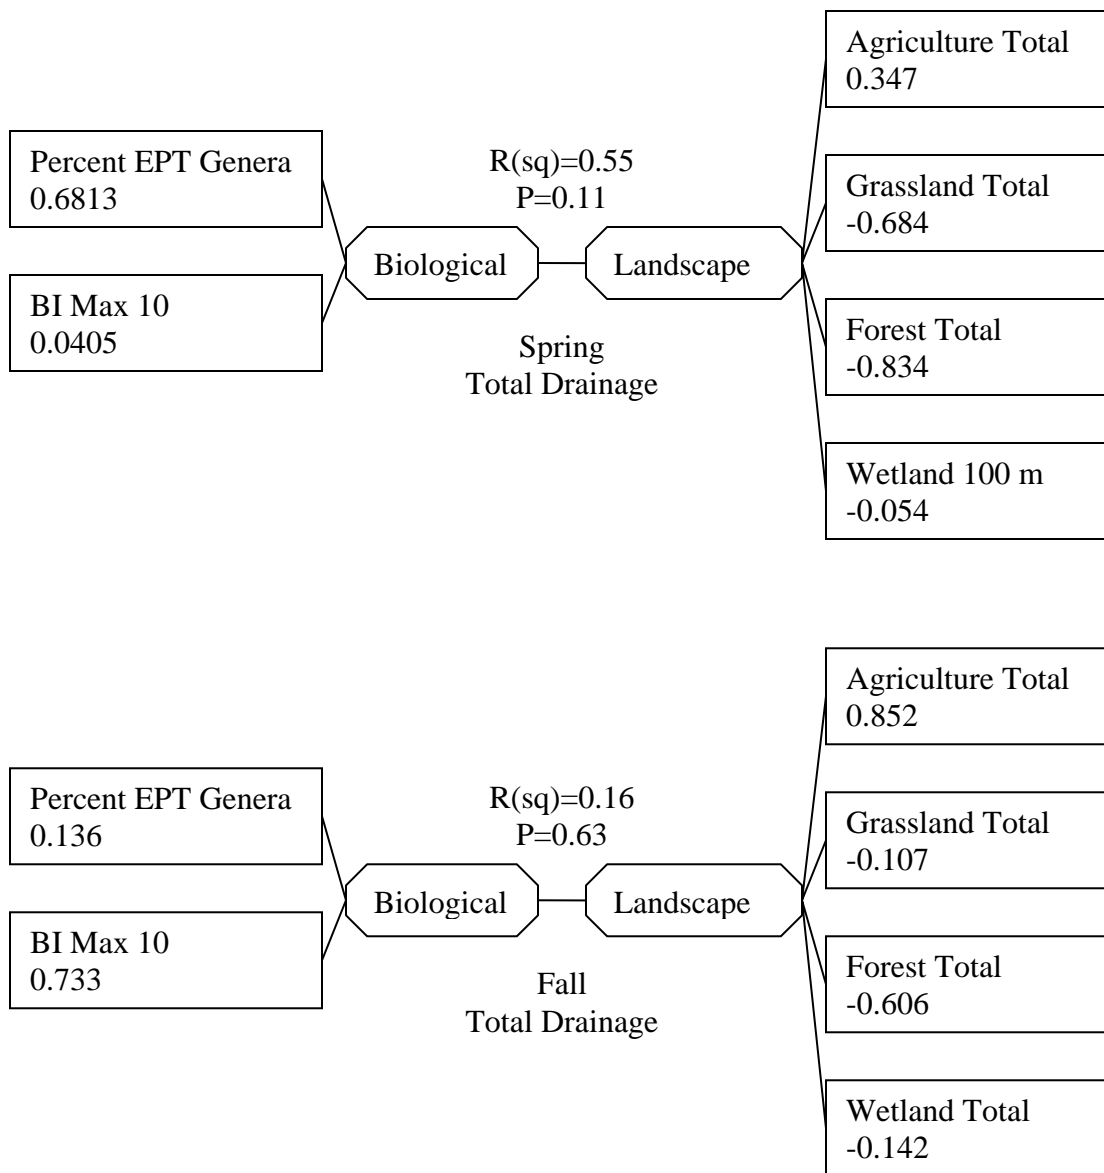 Percent EPT Genera
0.6813
BI Max 10
0.0405
R(sq)=0.55
P=0.11
Biological
Landscape
Spring
Total Drainage
Agriculture Total
0.347
Grassland Total
-0.684
Forest Total
-0.834
Wetland 100 m
-0.054
Percent EPT Genera
0.136
BI Max 10
0.733
R(sq)=0.16
P=0.63
Biological
Landscape
Fall
Total Drainage
Agriculture Total
0.852
Grassland Total
-0.107
Forest Total
-0.606
Wetland Total
-0.142